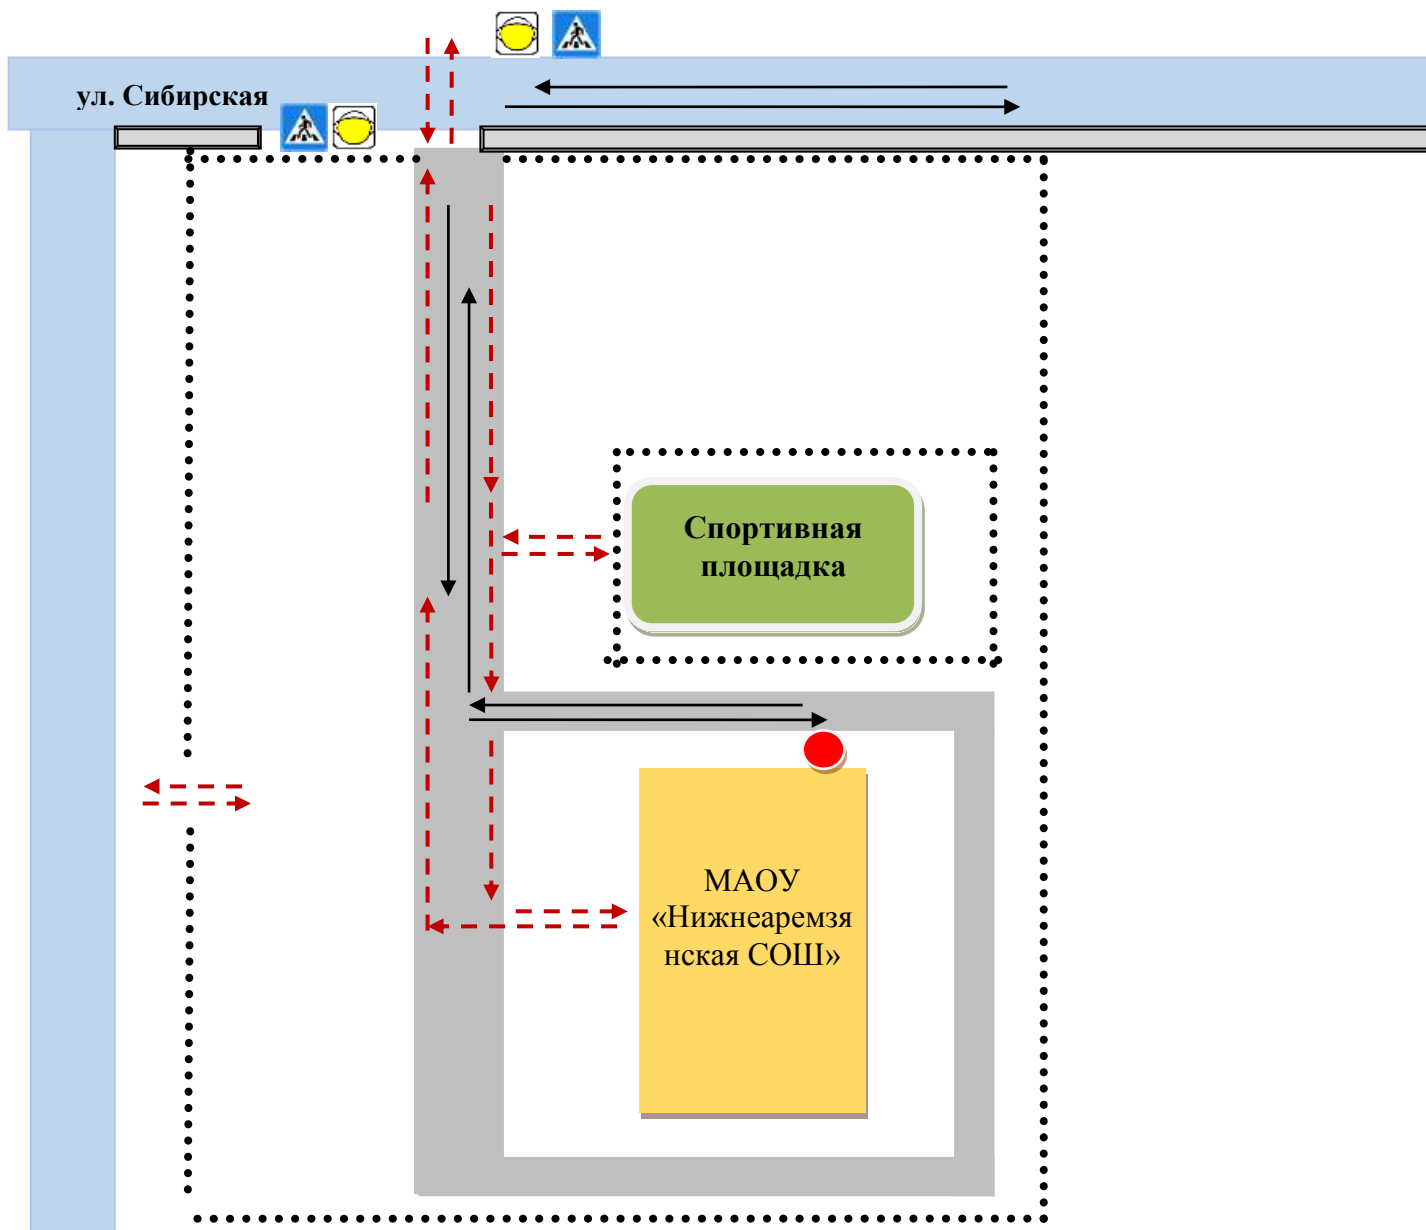 ул. Сибирская
Спортивная
площадка
МАОУ
«Нижнеаремзя
нская СОШ»